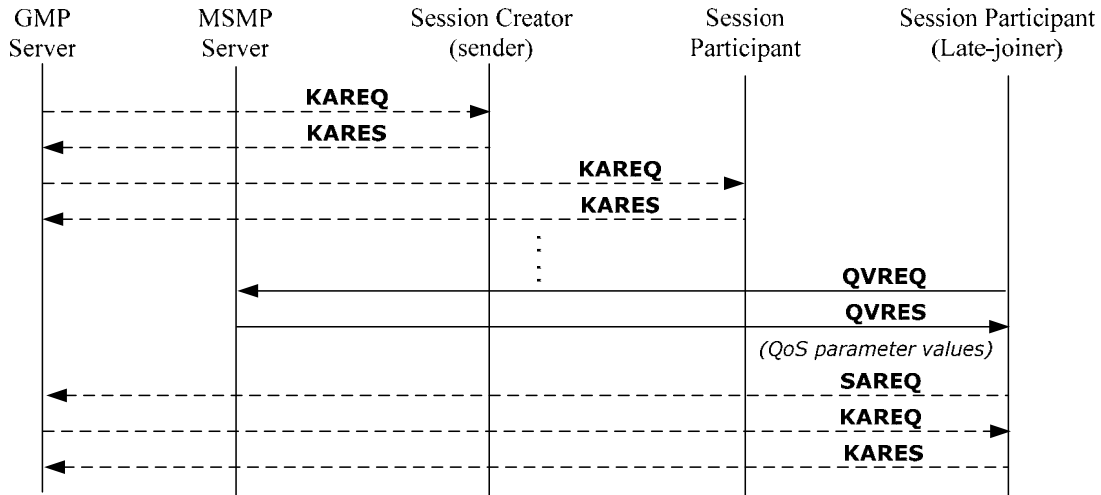 GMP
Server
MSMP
Server
Session Creator
(sender)
Session
Participant
Session Participant
(Late-joiner)
KAREQ
KARES
KAREQ
KARES
QVREQ
QVRES
(QoS parameter values)
SAREQ
KAREQ
KARES